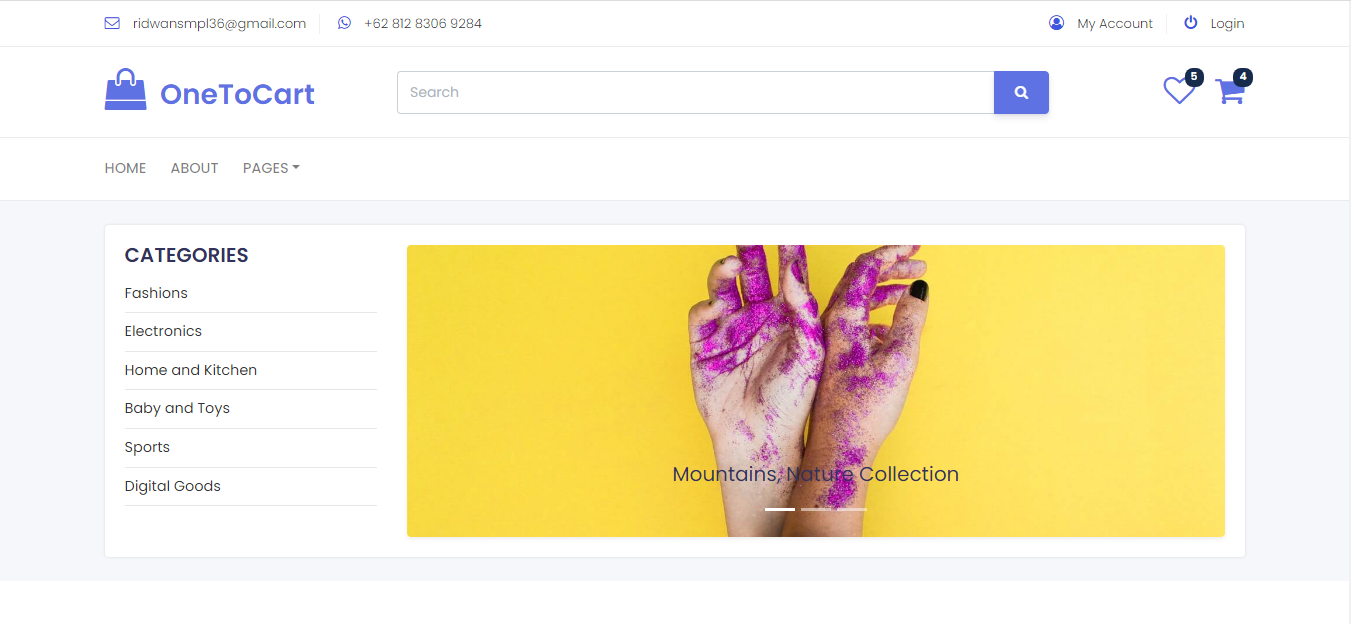 ridwansmpl36@gmail.com
+62 812 8306 9284
My Account
Login
OneToCart
Search
5
4
HOME
ABOUT
PAGES
CATEGORIES
Fashions
Electronics
Home and Kitchen
Baby and Toys
Sports
Digital Goods
Mountains, Nature Collection